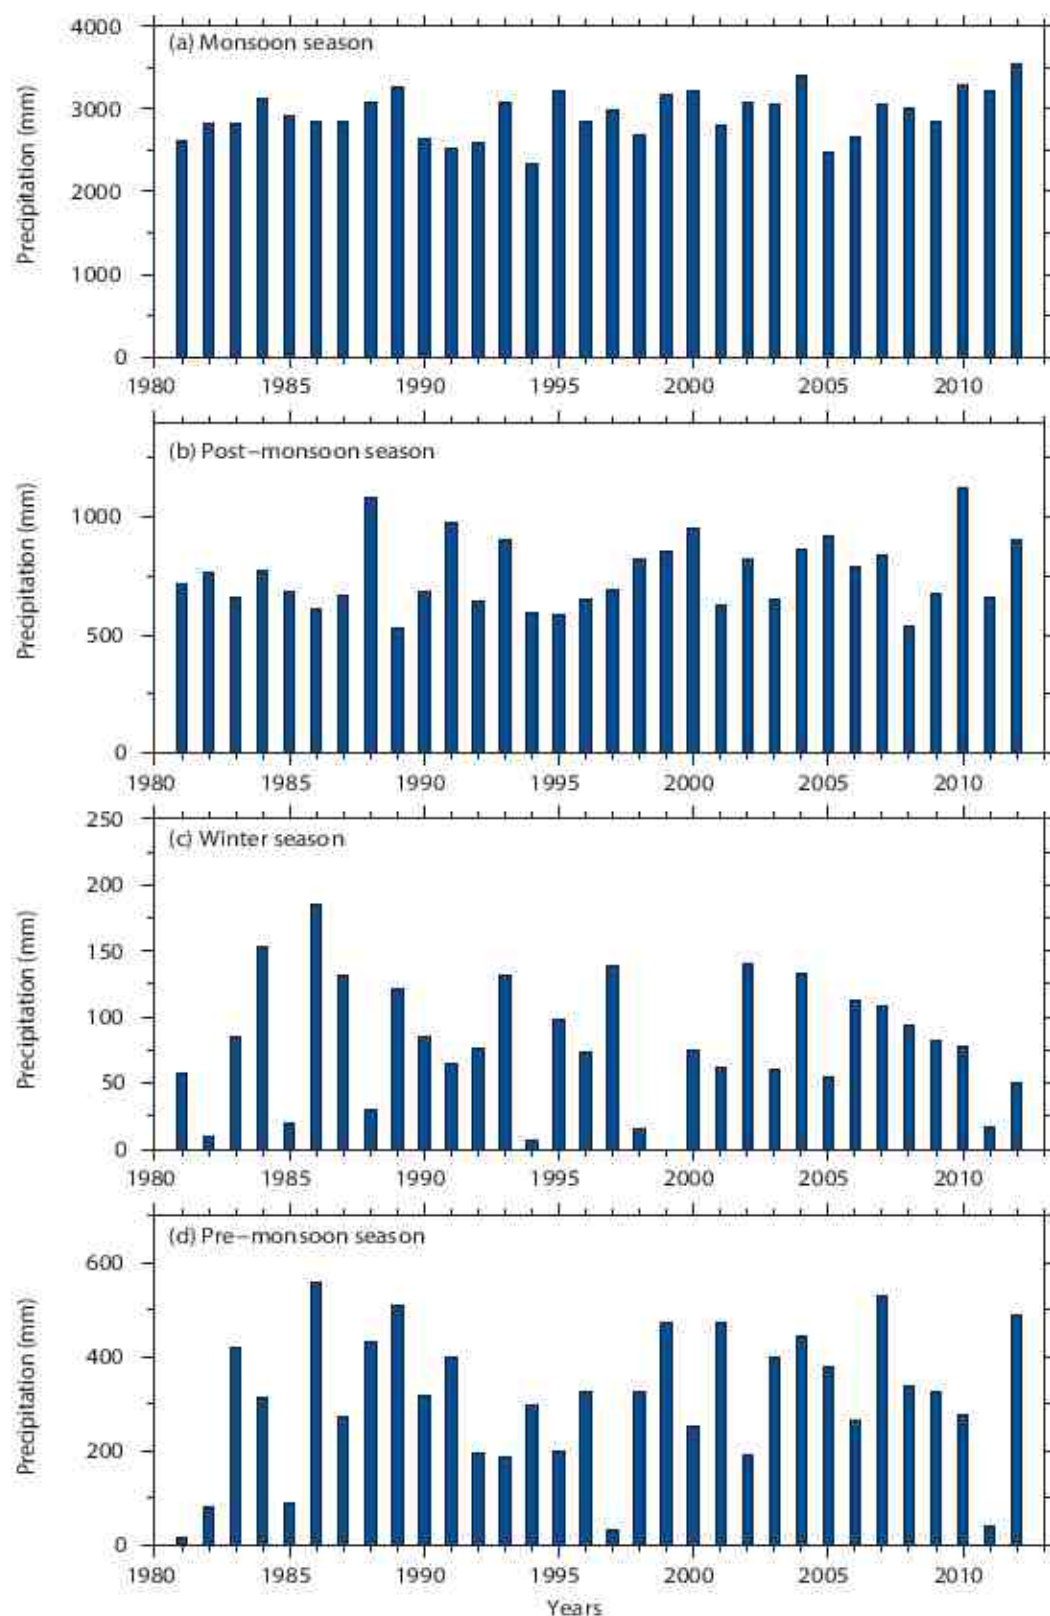 (a) Monsoon season
Precipitation (mm)
4000
3000
2000
1000
0
1980 1985 1990 1995 2000 2005 2010
(b) Post-monsoon season
Precipitation (mm)
1000
500
0
1980 1985 1990 1995 2000 2005 2010
(c) Winter season
Precipitation (mm)
250
200
150
100
50
0
1980 1985 1990 1995 2000 2005 2010
(d) Pre-monsoon season
Precipitation (mm)
600
400
200
0
1980 1985 1990 1995 2000 2005 2010
Years